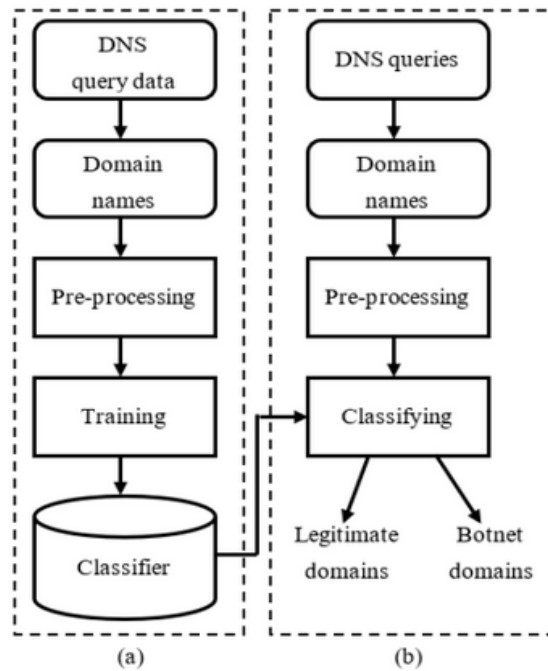 DNS
query data
Domain
names
Pre-processing
Training
Classifier
(a)
DNS queries
Domain
names
Pre-processing
Classifying
Legitimate
domains
Botnet
domains
(b)